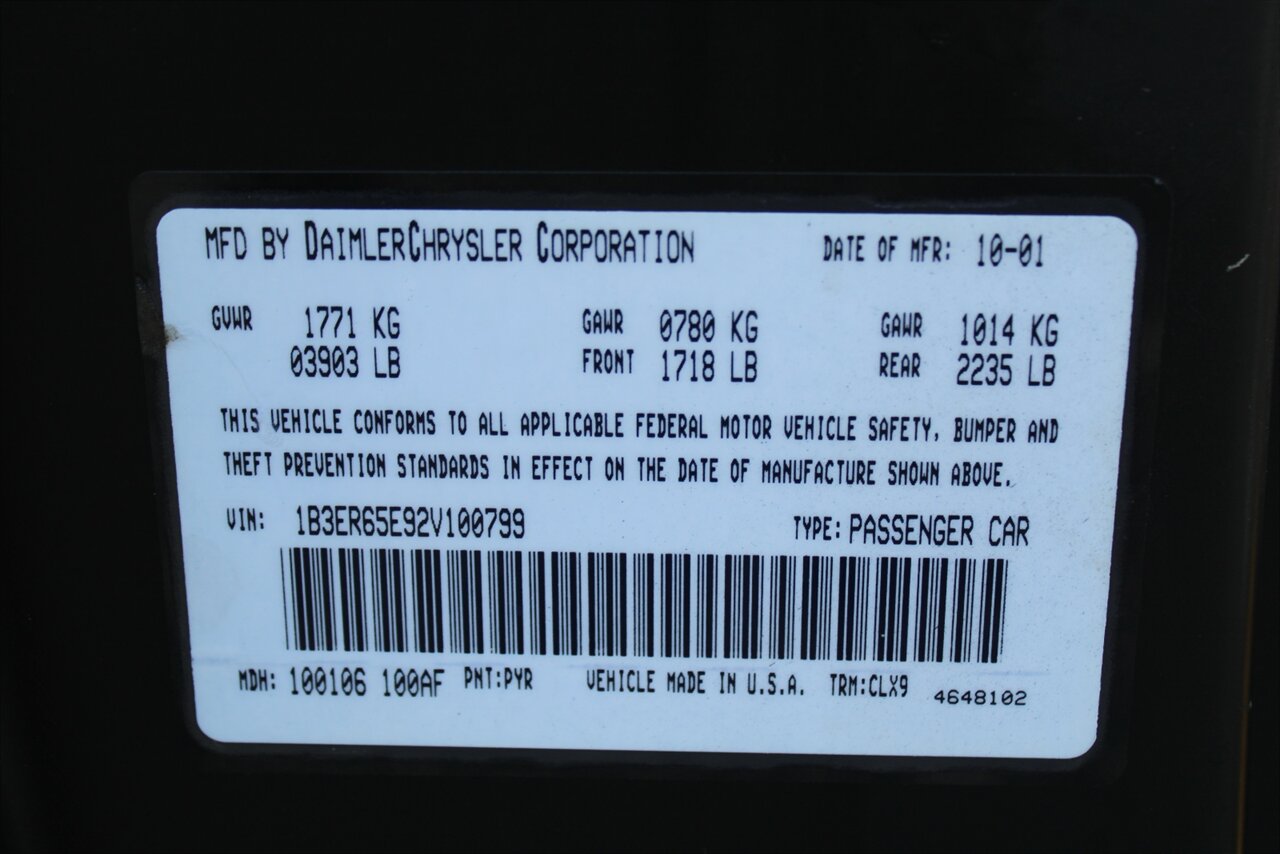 MFD BY DAIMLERCHRYSLER CORPORATION DATE OF MFR: 10-01
GVWR 1771 KG GAWR 0780 KG GAWR 1014 KG
03903 LB FRONT 1718 LB REAR 2235 LB
THIS VEHICLE CONFORMS TO ALL APPLICABLE FEDERAL MOTOR VEHICLE SAFETY, BUMPER AND
THEFT PREVENTION STANDARDS IN EFFECT ON THE DATE OF MANUFACTURE SHOWN ABOVE.
VIN: 1B3ER65E92V100799 TYPE: PASSENGER CAR
MDH: 100106 100AF PNT:PYR VEHICLE MADE IN U.S.A. TRM:CLX9 4648102